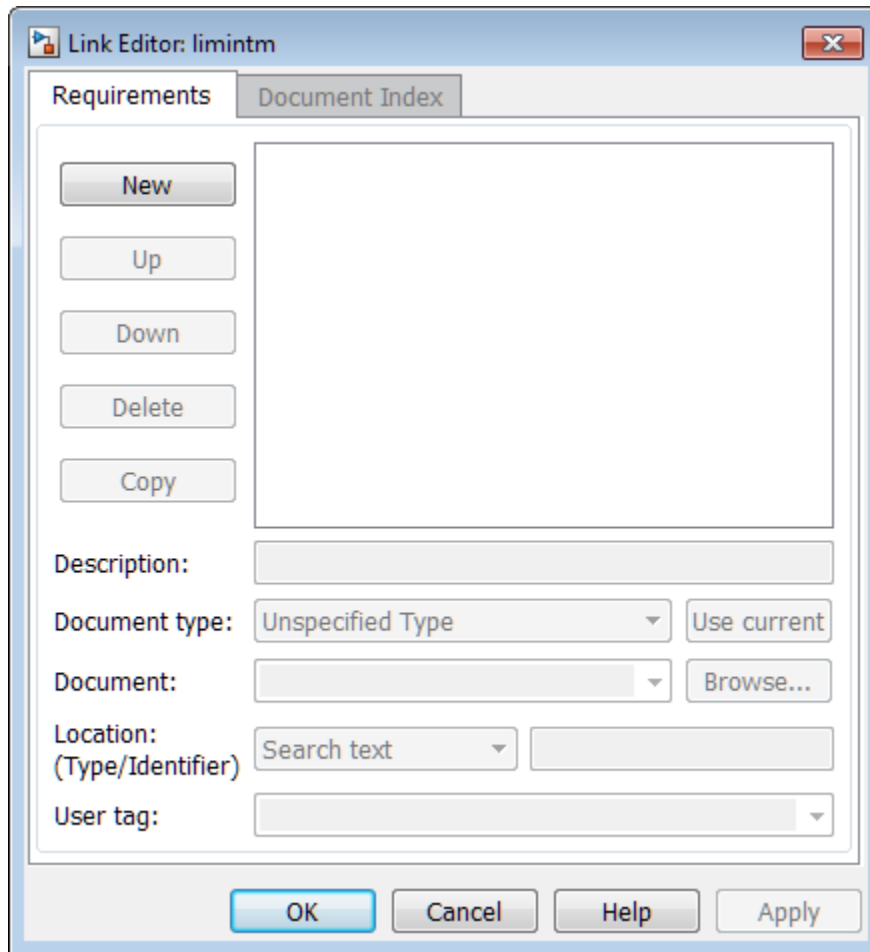 Link Editor: limintm
Requirements
Document Index
New
Up
Down
Delete
Copy
Description:
Document type:
Unspecified Type
Use current
Document:
Browse...
Location:
(Type/Identifier)
Search text
User tag:
OK
Cancel
Help
Apply